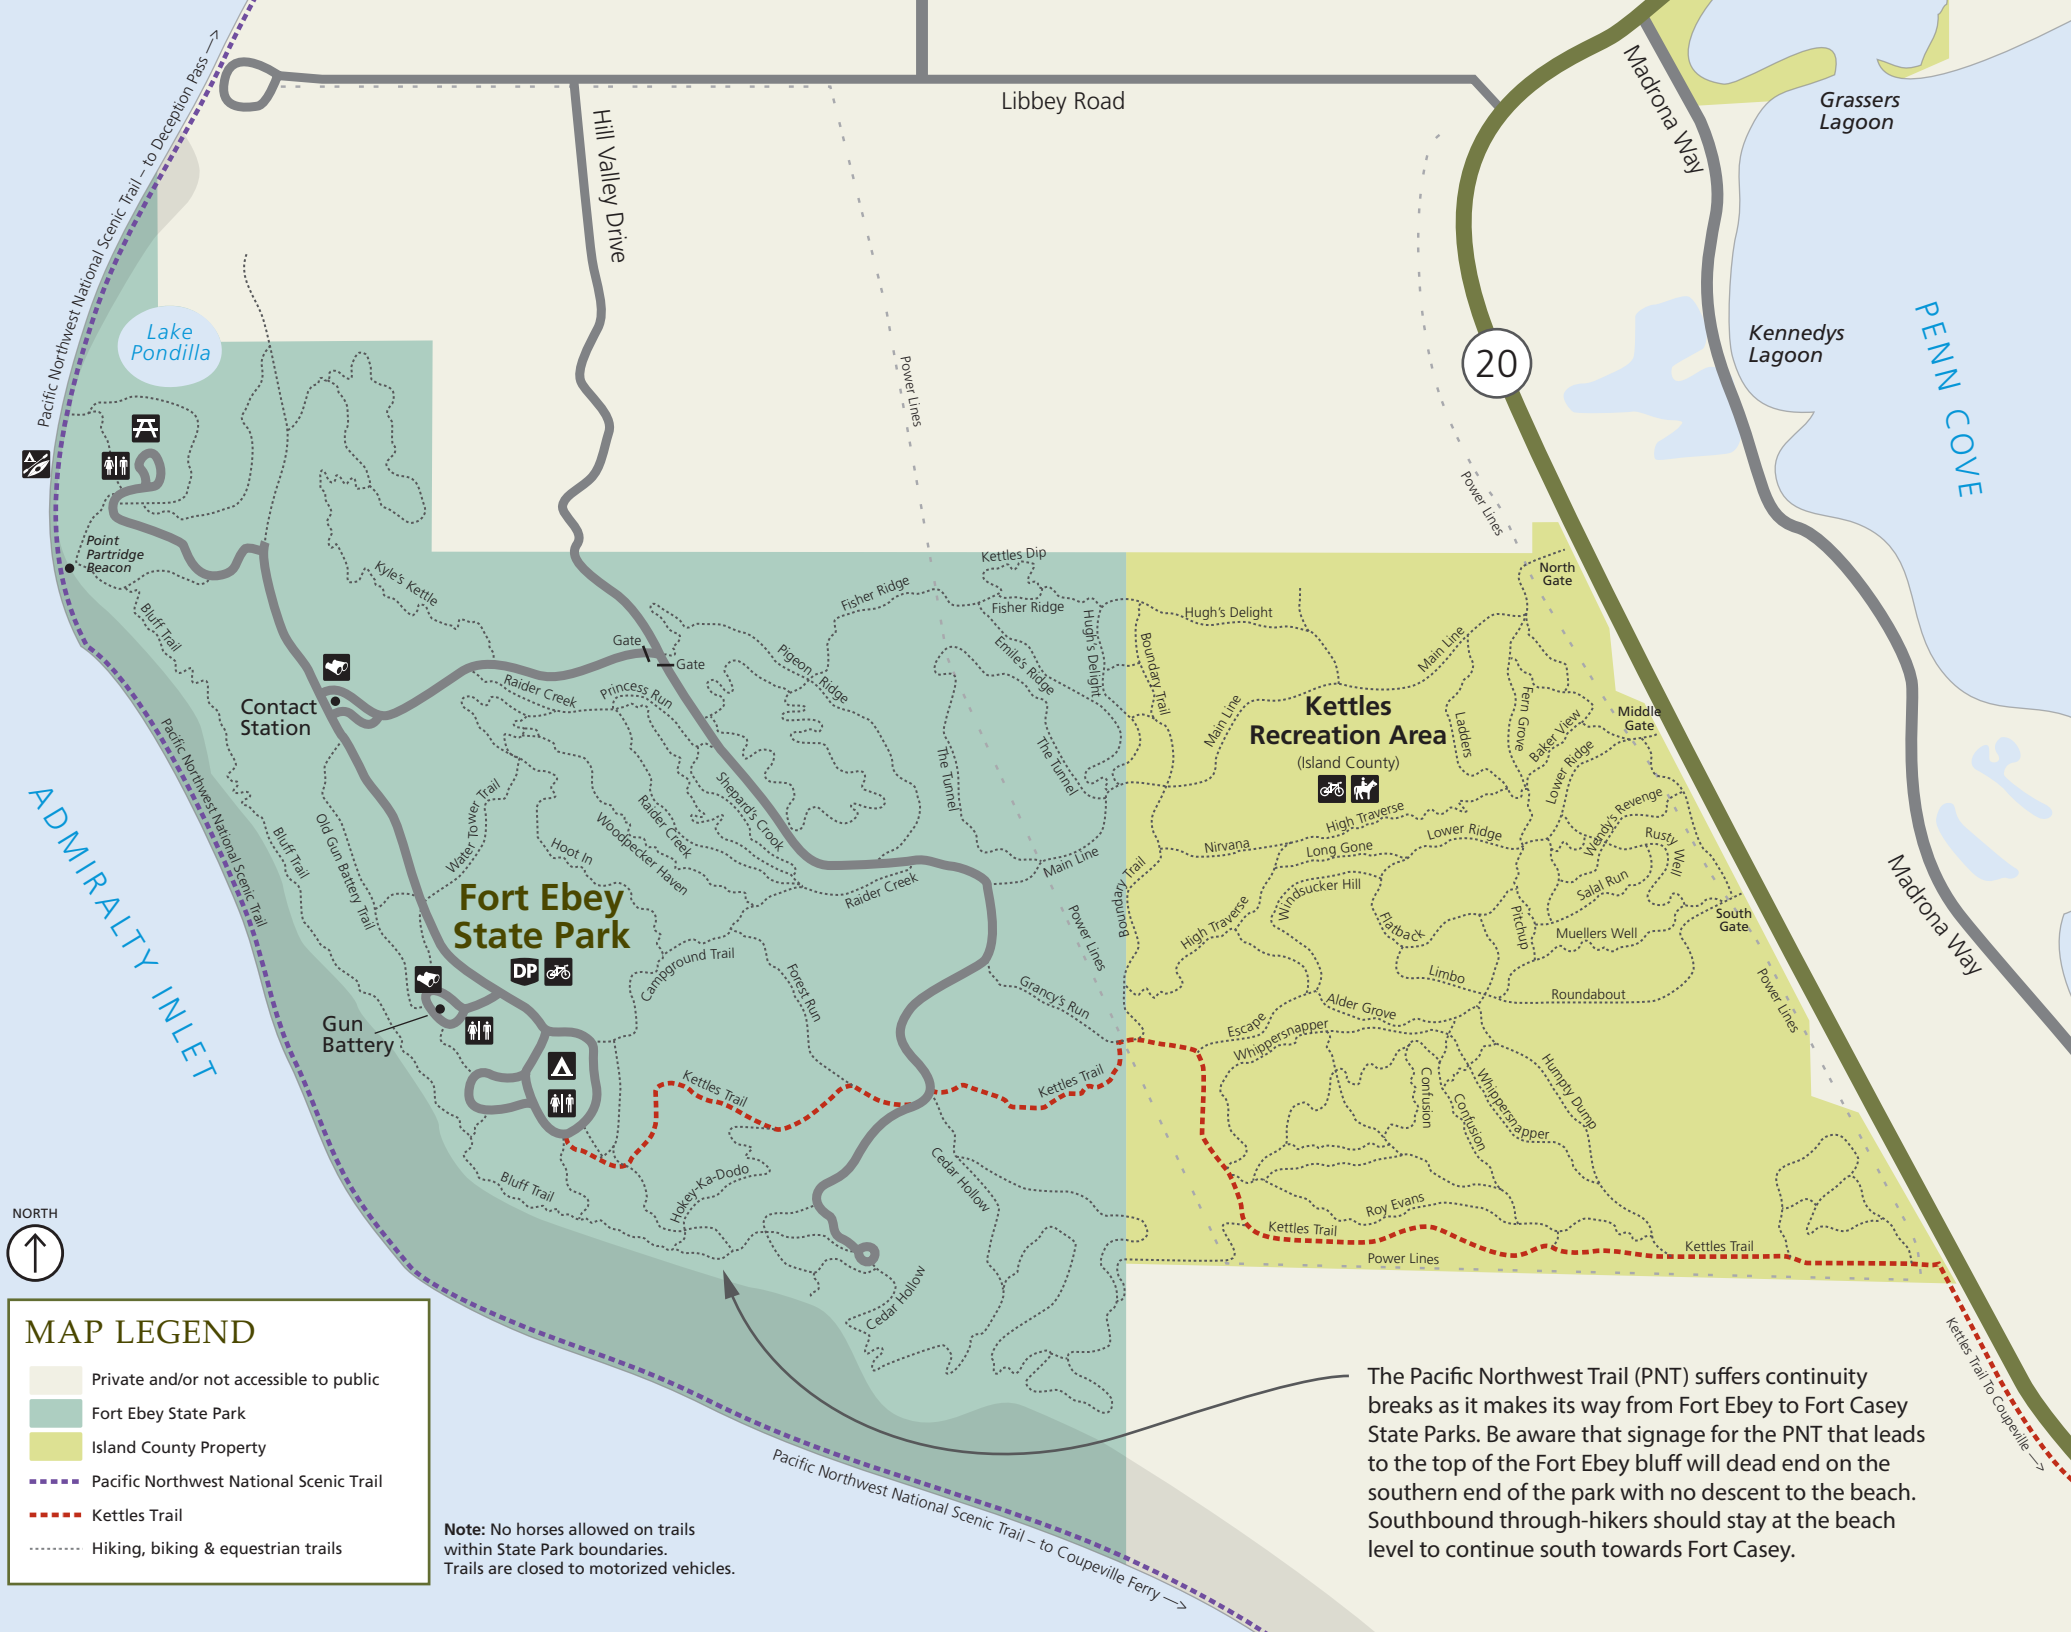 Pacific Northwest National Scenic Trail – to Deception Pass —>
Libbey Road
Hill Valley Drive
Madrona Way
Grassers
Lagoon
Kennedys
Lagoon
PENN COVE
20
Power Lines
Power Lines
Lake
Pondilla
Point
Partridge
Beacon
Bluff Trail
Kyle's Kettle
Gate
Gate
Contact
Station
Raider Creek
Princess Run
Pigeon Ridge
Fisher Ridge
Kettles Dip
Fisher Ridge
Emile's Ridge
Hugh's Delight
Hugh's Delight
Boundary Trail
Main Line
Main Line
North
Gate
Kettles
Recreation Area
(Island County)
Ladders
Fern Grove
Baker View
Middle
Gate
Lower Ridge
Wendy's Revenge
Rusty Well
Salal Run
South
Gate
High Traverse
Lower Ridge
Nirvana
Long Gone
Windsucker Hill
High Traverse
Flatback
Pitchup
Muellers Well
Limbo
Roundabout
Power Lines
Madrona Way
ADMIRALTY INLET
Pacific Northwest National Scenic Trail
Bluff Trail
Old Gun Battery Trail
Water Tower Trail
Hoot In
Woodpecker Haven
Raider Creek
Shepard's Crook
The Tunnel
The Tunnel
Main Line
Raider Creek
Boundary Trail
Power Lines
Fort Ebey
State Park
DP
Campground Trail
Forest Run
Grancy's Run
Gun
Battery
Escape
Whippersnapper
Alder Grove
Confusion
Confusion
Whippersnapper
Humpty Dump
Kettles Trail
Kettles Trail
Hokey-Ka-Dodo
Bluff Trail
Cedar Hollow
Cedar Hollow
Roy Evans
Kettles Trail
Kettles Trail
Power Lines
Kettles Trail To Coupeville —>
NORTH
MAP LEGEND
Private and/or not accessible to public
Fort Ebey State Park
Island County Property
Pacific Northwest National Scenic Trail
Kettles Trail
Hiking, biking & equestrian trails
Note: No horses allowed on trails
within State Park boundaries.
Trails are closed to motorized vehicles.
Pacific Northwest National Scenic Trail – to Coupeville Ferry —>
The Pacific Northwest Trail (PNT) suffers continuity
breaks as it makes its way from Fort Ebey to Fort Casey
State Parks. Be aware that signage for the PNT that leads
to the top of the Fort Ebey bluff will dead end on the
southern end of the park with no descent to the beach.
Southbound through-hikers should stay at the beach
level to continue south towards Fort Casey.